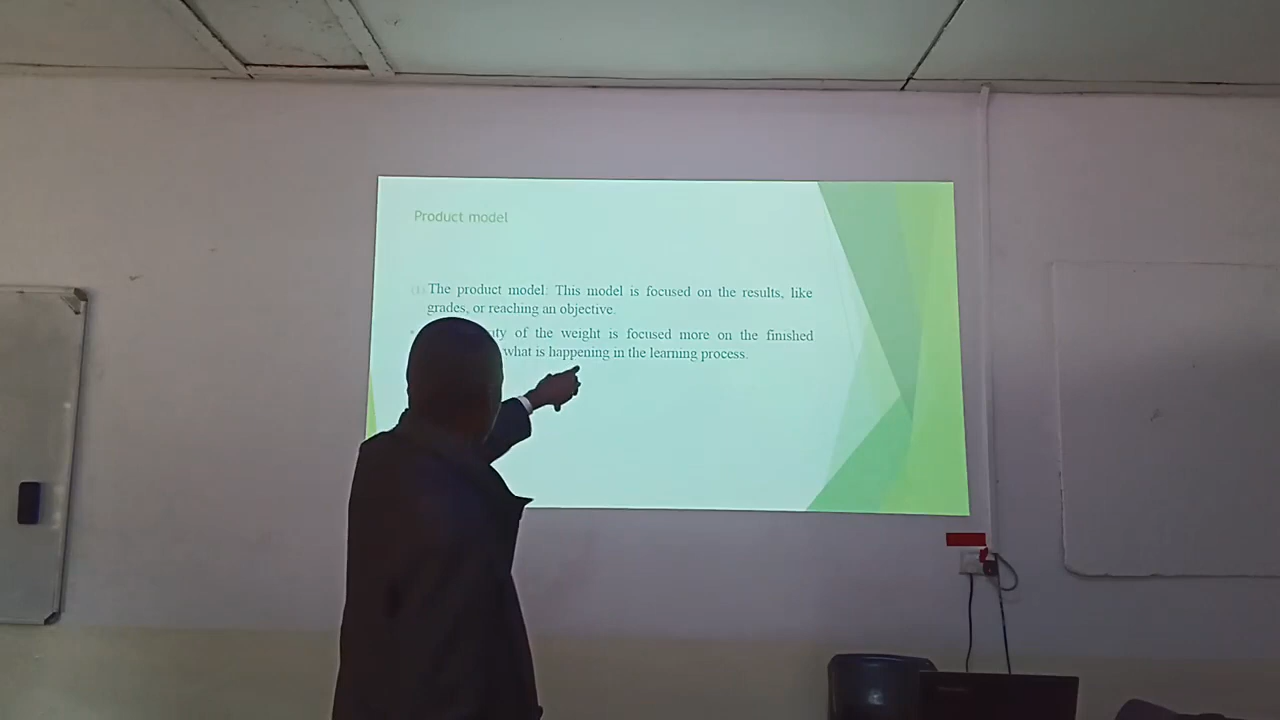 Product model
The product model: This model is focused on the results, like
grades, or reaching an objective.
of the weight is focused more on the finished
what is happening in the learning process.